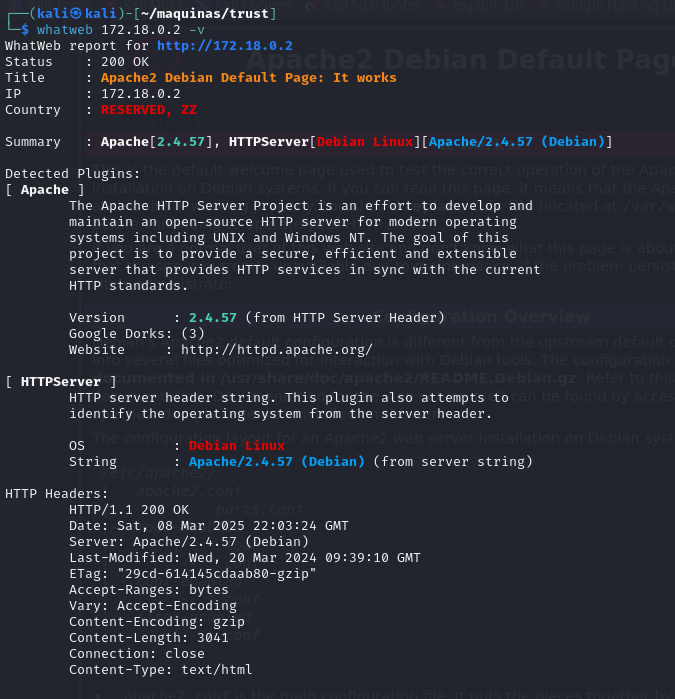 Kali NetHunter Exploit-DB Google Hacking D
┌──(kali㉿kali)-[~/maquinas/trust]
└─$ whatweb 172.18.0.2 -v
WhatWeb report for http://172.18.0.2
Status : 200 OK
Title : Apache2 Debian Default Page: It works
IP : 172.18.0.2
Country : RESERVED, ZZ
Summary : Apache[2.4.57], HTTPServer[Debian Linux][Apache/2.4.57 (Debian)]
Detected Plugins:
[ Apache ]
The Apache HTTP Server Project is an effort to develop and
maintain an open-source HTTP server for modern operating
systems including UNIX and Windows NT. The goal of this
project is to provide a secure, efficient and extensible
server that provides HTTP services in sync with the current
HTTP standards.
Version : 2.4.57 (from HTTP Server Header)
Google Dorks: (3)
Website : http://httpd.apache.org/
[ HTTPServer ]
HTTP server header string. This plugin also attempts to
identify the operating system from the server header.
OS : Debian Linux
String : Apache/2.4.57 (Debian) (from server string)
HTTP Headers:
HTTP/1.1 200 OK
Date: Sat, 08 Mar 2025 22:03:24 GMT
Server: Apache/2.4.57 (Debian)
Last-Modified: Wed, 20 Mar 2024 09:39:10 GMT
ETag: "29cd-614145cdaab80-gzip"
Accept-Ranges: bytes
Vary: Accept-Encoding
Content-Encoding: gzip
Content-Length: 3041
Connection: close
Content-Type: text/html